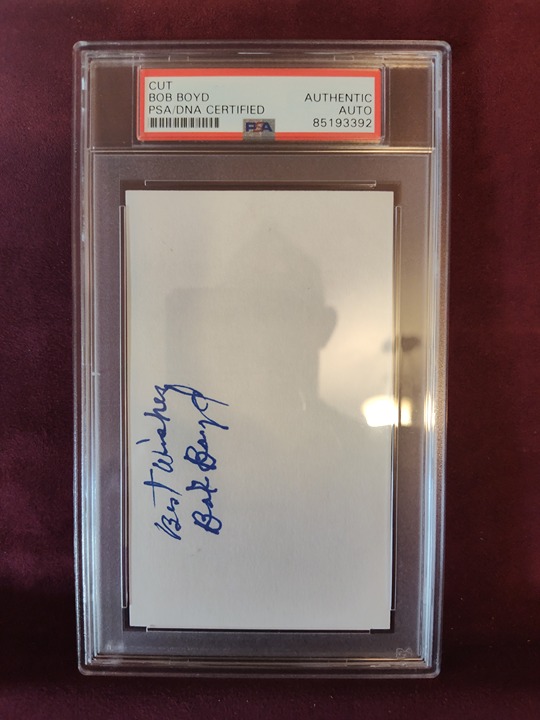 CUT
BOB BOYD
PSA/DNA CERTIFIED
AUTHENTIC
AUTO
85193392
PSA
Best Wishes
Bob Boyd